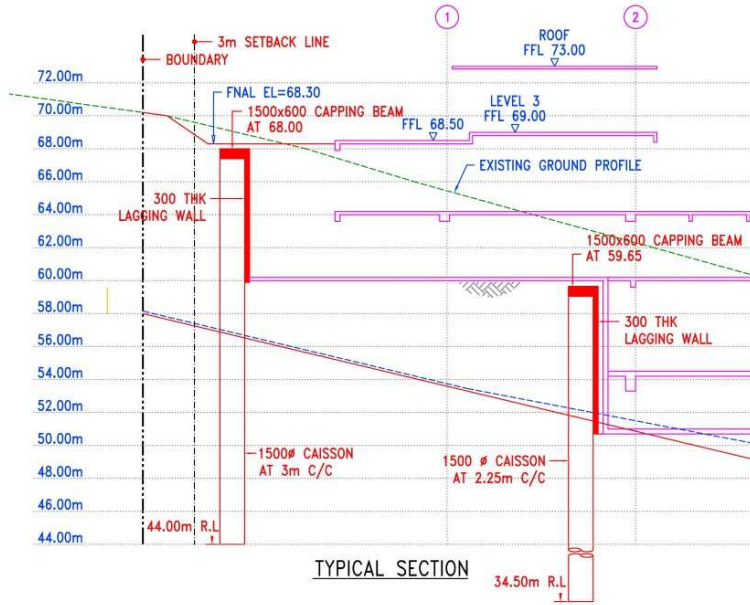 1
2
3m SETBACK LINE
BOUNDARY
ROOF
FFL 73.00
72.00m
FNAL EL=68.30
1500x600 CAPPING BEAM
AT 68.00
LEVEL 3
FFL 69.00
70.00m
FFL 68.50
68.00m
EXISTING GROUND PROFILE
66.00m
300 THK
LAGGING WALL
64.00m
62.00m
1500x600 CAPPING BEAM
AT 59.65
60.00m
58.00m
300 THK
LAGGING WALL
56.00m
54.00m
52.00m
50.00m
1500ø CAISSON
AT 3m C/C
1500 ø CAISSON
AT 2.25m C/C
48.00m
46.00m
44.00m R.L
44.00m
TYPICAL SECTION
34.50m R.L